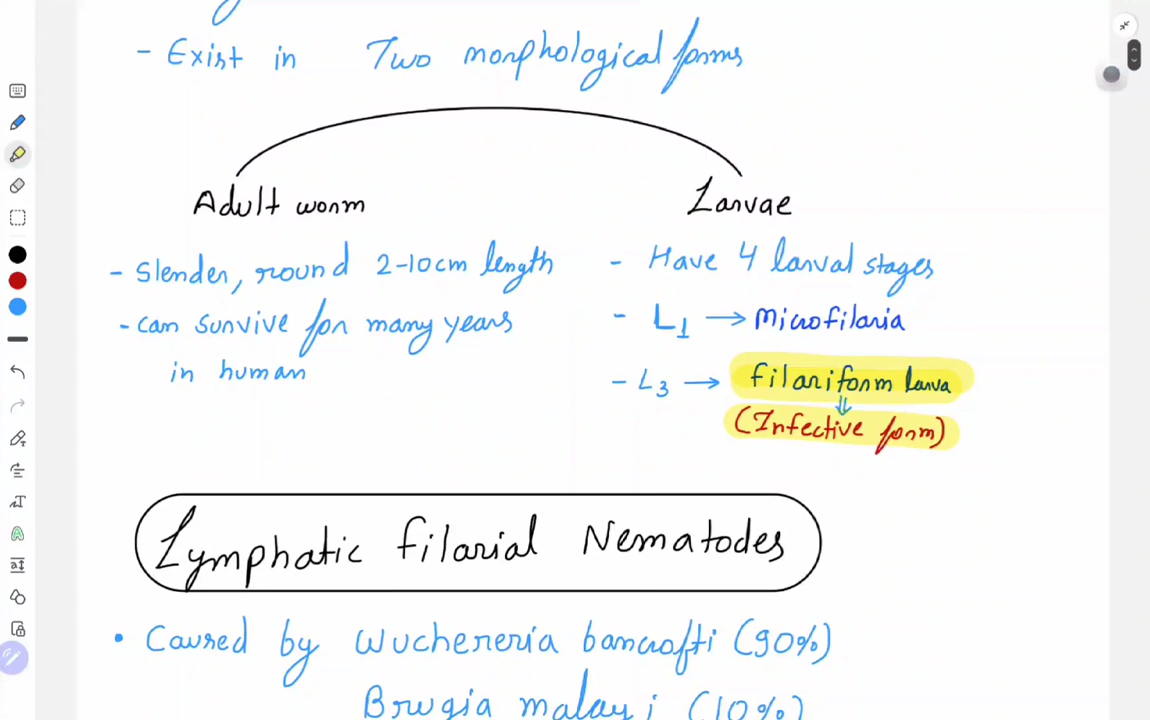 - Exist in Two morphological forms
Adult worm
Larvae
- Slender, round 2-10cm length
- can survive for many years
in human
- Have 4 larval stages
- L1 → Microfilaria
- L3 → filariform larva
⇓
(Infective form)
Lymphatic filarial Nematodes
• Caused by Wuchereria bancrofti (90%)
Brugia malayi (10%)